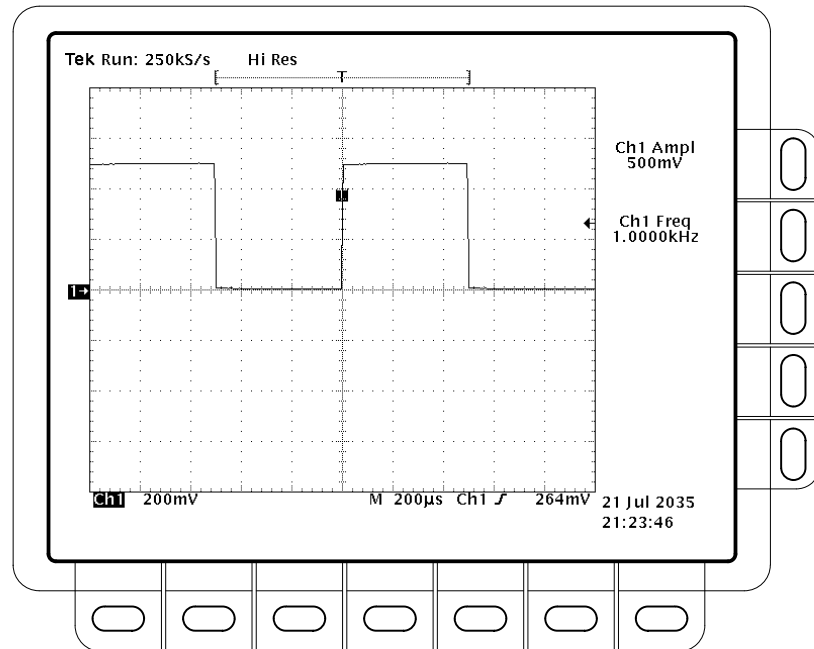 Tek Run: 250kS/s Hi Res
T
Ch1 Ampl
500mV
Ch1 Freq
1.0000kHz
1→
Ch1 200mV M 200µs Ch1 ƒ 264mV
21 Jul 2035
21:23:46